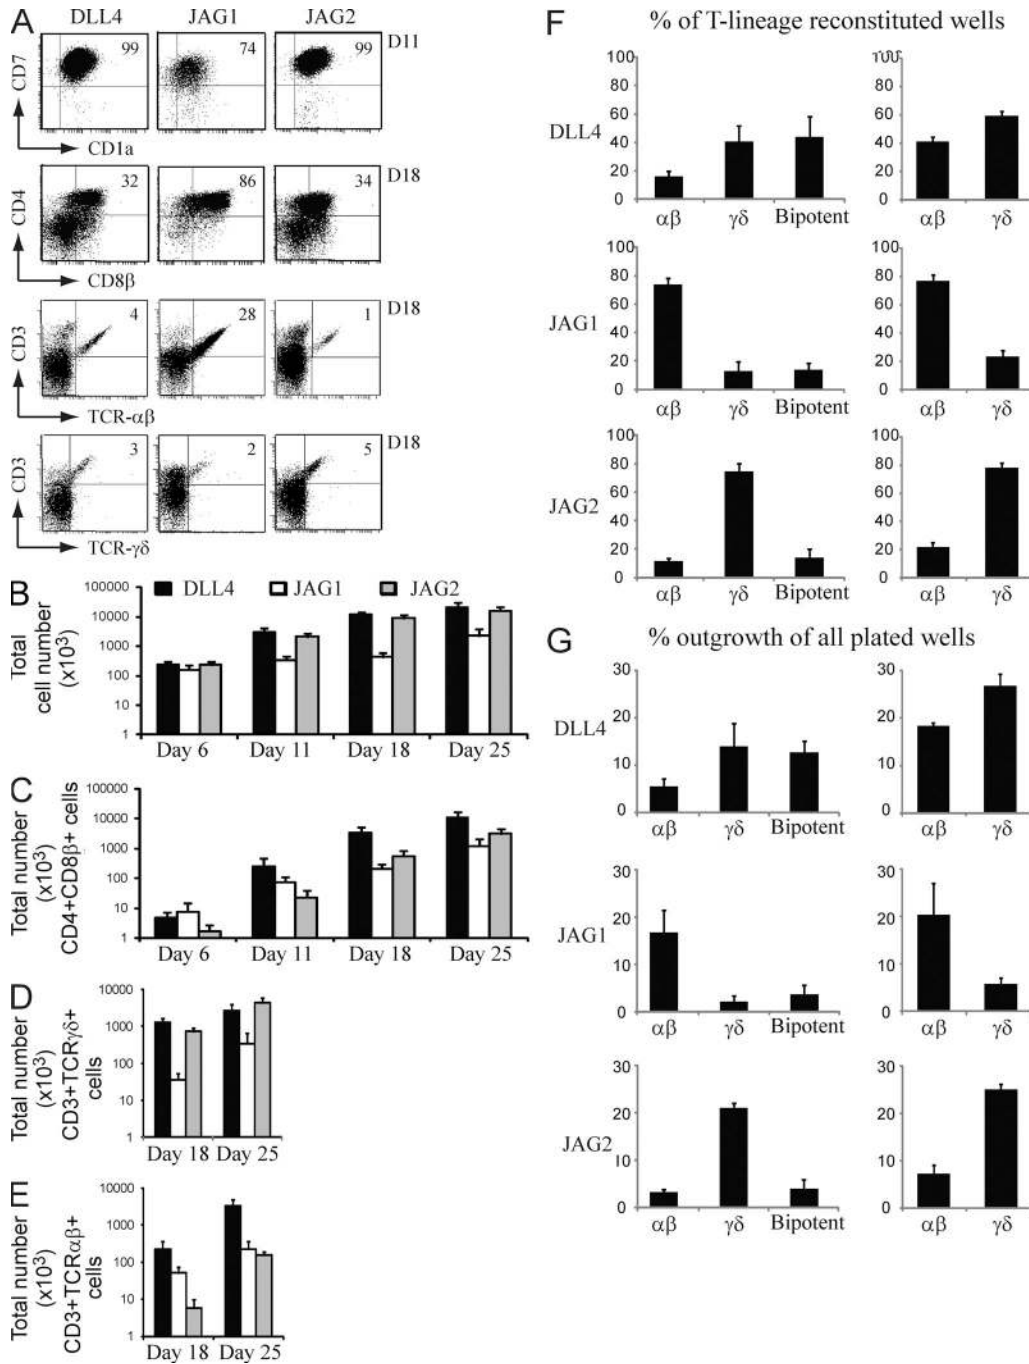 A
DLL4 JAG1 JAG2
CD7
99 74 99 D11
CD1a
CD4
32 86 34 D18
CD8β
CD3
4 28 1 D18
TCR-αβ
CD3
3 2 5 D18
TCR-γδ
B
DLL4 JAG1 JAG2
Total
cell number
(x10³)
100000
10000
1000
100
10
1
Day 6 Day 11 Day 18 Day 25
C
Total number
(x10³)
CD4+CD8β+ cells
100000
10000
1000
100
10
1
Day 6 Day 11 Day 18 Day 25
D
Total number
(x10³)
CD3+TCRγδ+
cells
10000
1000
100
10
1
Day 18 Day 25
E
Total number
(x10³)
CD3+TCRαβ+
cells
10000
1000
100
10
1
Day 18 Day 25
F
% of T-lineage reconstituted wells
DLL4
100
80
60
40
20
0
αβ γδ Bipotent
100
80
60
40
20
0
αβ γδ
JAG1
100
80
60
40
20
0
αβ γδ Bipotent
100
80
60
40
20
0
αβ γδ
JAG2
100
80
60
40
20
0
αβ γδ Bipotent
100
80
60
40
20
0
αβ γδ
G
% outgrowth of all plated wells
DLL4
30
20
10
0
αβ γδ Bipotent
30
20
10
0
αβ γδ
JAG1
30
20
10
0
αβ γδ Bipotent
30
20
10
0
αβ γδ
JAG2
30
20
10
0
αβ γδ Bipotent
30
20
10
0
αβ γδ